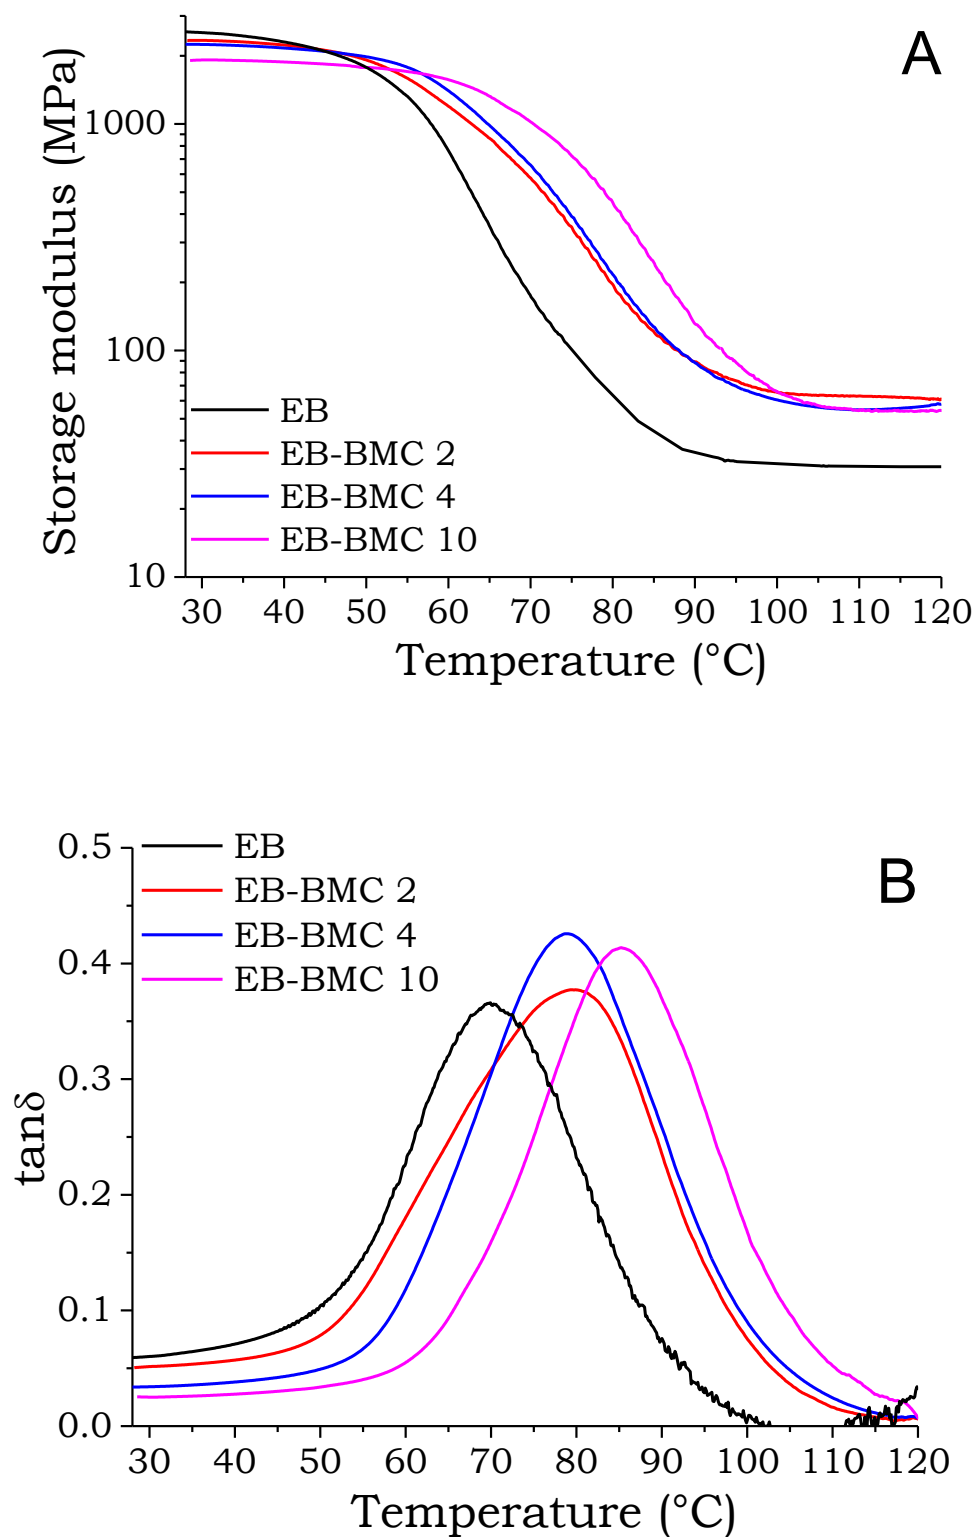 A
Storage modulus (MPa)
1000
100
10
EB
EB-BMC 2
EB-BMC 4
EB-BMC 10
30 40 50 60 70 80 90 100 110 120
Temperature (°C)
B
tanδ
0.5
0.4
0.3
0.2
0.1
0.0
EB
EB-BMC 2
EB-BMC 4
EB-BMC 10
30 40 50 60 70 80 90 100 110 120
Temperature (°C)